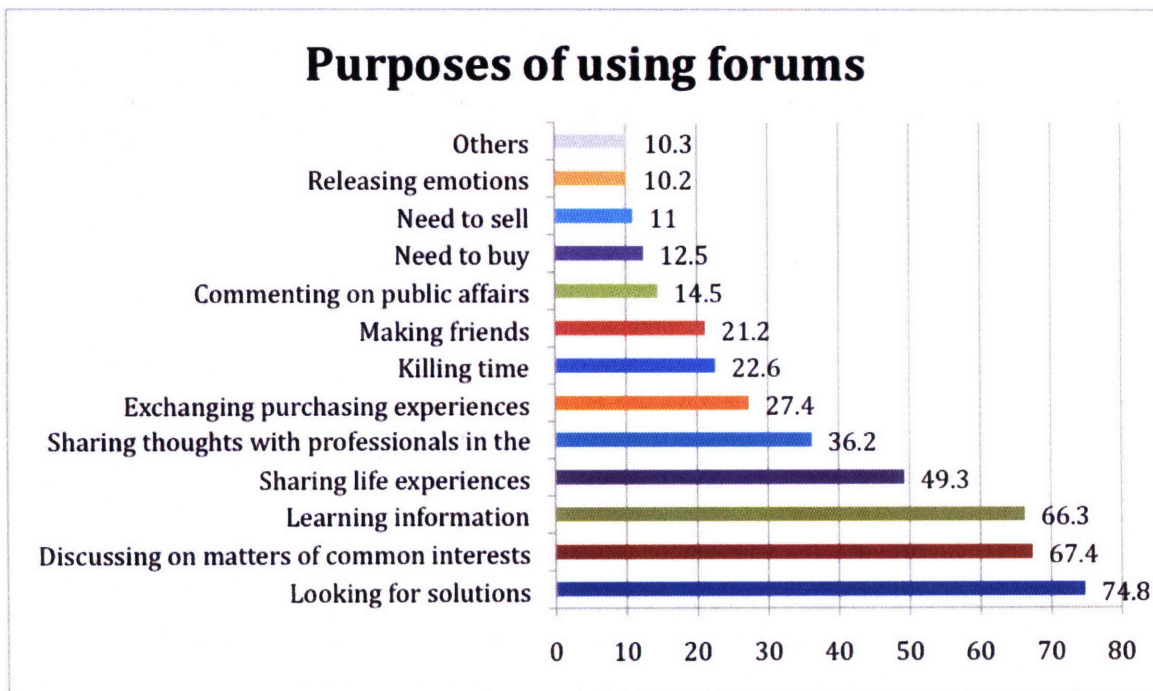 Purposes of using forums
Others 10.3
Releasing emotions 10.2
Need to sell 11
Need to buy 12.5
Commenting on public affairs 14.5
Making friends 21.2
Killing time 22.6
Exchanging purchasing experiences 27.4
Sharing thoughts with professionals in the 36.2
Sharing life experiences 49.3
Learning information 66.3
Discussing on matters of common interests 67.4
Looking for solutions 74.8
0 10 20 30 40 50 60 70 80